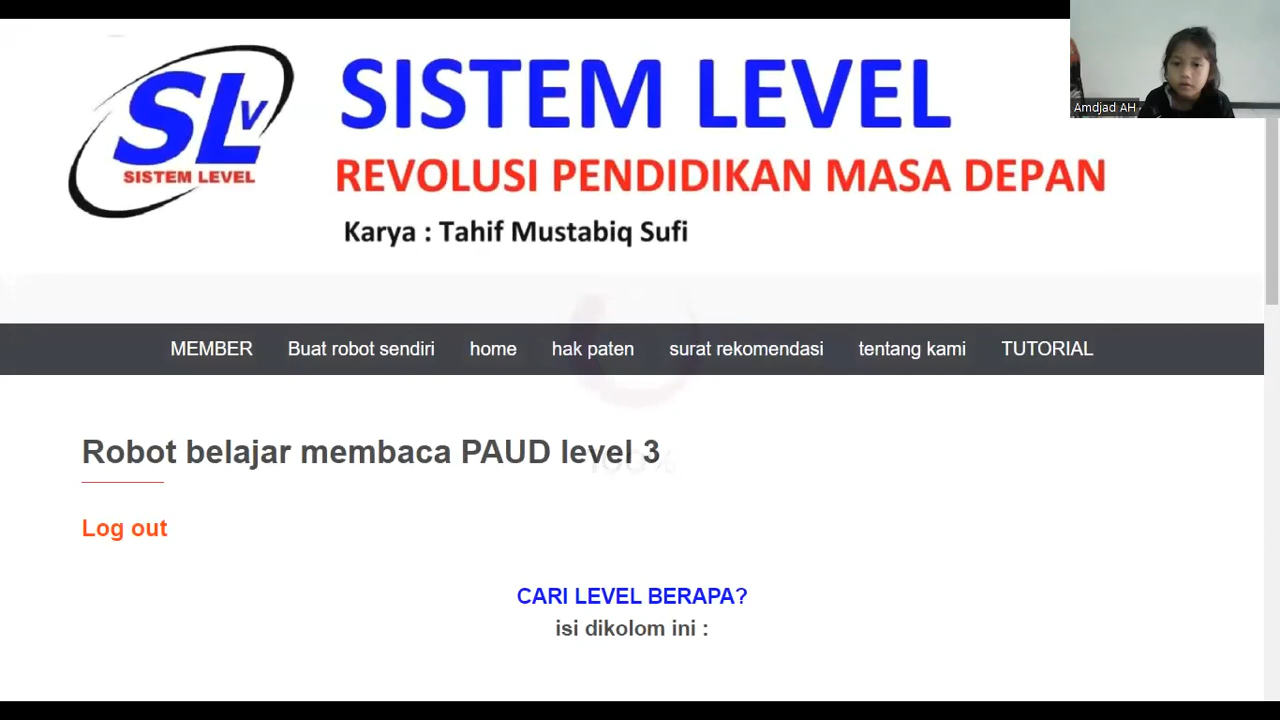 SLV
SISTEM LEVEL
SISTEM LEVEL
REVOLUSI PENDIDIKAN MASA DEPAN
Karya : Tahif Mustabiq Sufi
Amdjad AH
MEMBER Buat robot sendiri home hak paten surat rekomendasi tentang kami TUTORIAL
Robot belajar membaca PAUD level 3
100%
Log out
CARI LEVEL BERAPA?
isi dikolom ini :